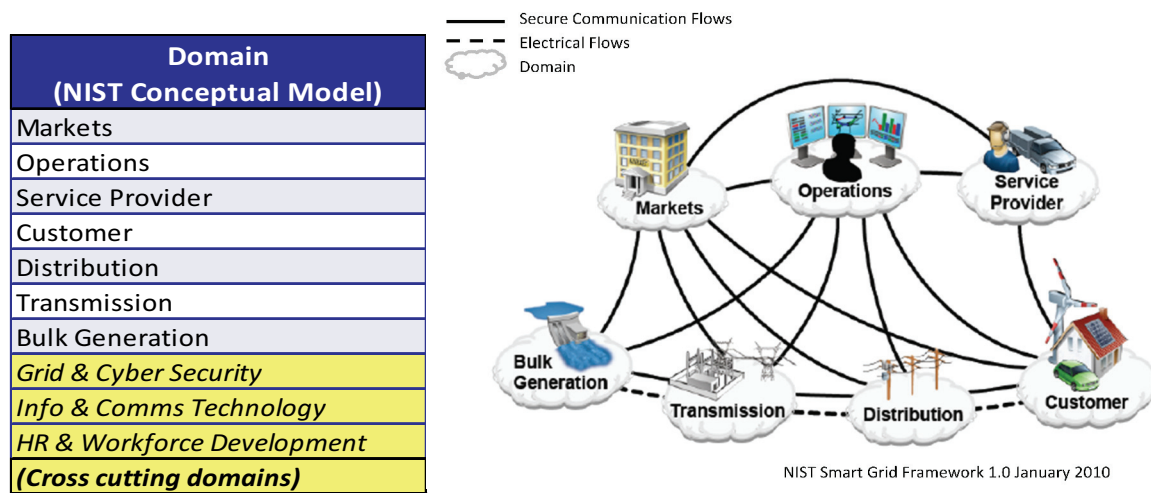 Domain
(NIST Conceptual Model)
Markets
Operations
Service Provider
Customer
Distribution
Transmission
Bulk Generation
Grid & Cyber Security
Info & Comms Technology
HR & Workforce Development
(Cross cutting domains)
Secure Communication Flows
Electrical Flows
Domain
Markets
Operations
Service
Provider
Bulk
Generation
Transmission
Distribution
Customer
NIST Smart Grid Framework 1.0 January 2010